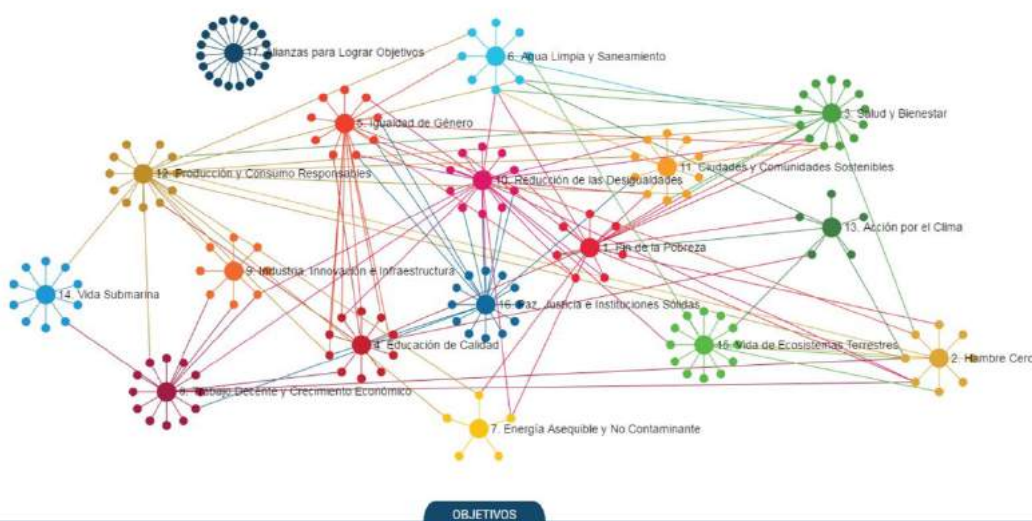 17. Alianzas para Lograr Objetivos
6. Agua Limpia y Saneamiento
5. Igualdad de Género
3. Salud y Bienestar
12. Producción y Consumo Responsables
11. Ciudades y Comunidades Sostenibles
10. Reducción de las Desigualdades
13. Acción por el Clima
1. Fin de la Pobreza
9. Industria, Innovación e Infraestructura
14. Vida Submarina
16. Paz, Justicia e Instituciones Sólidas
4. Educación de Calidad
15. Vida de Ecosistemas Terrestres
2. Hambre Cero
8. Trabajo Decente y Crecimiento Económico
7. Energía Asequible y No Contaminante
OBJETIVOS